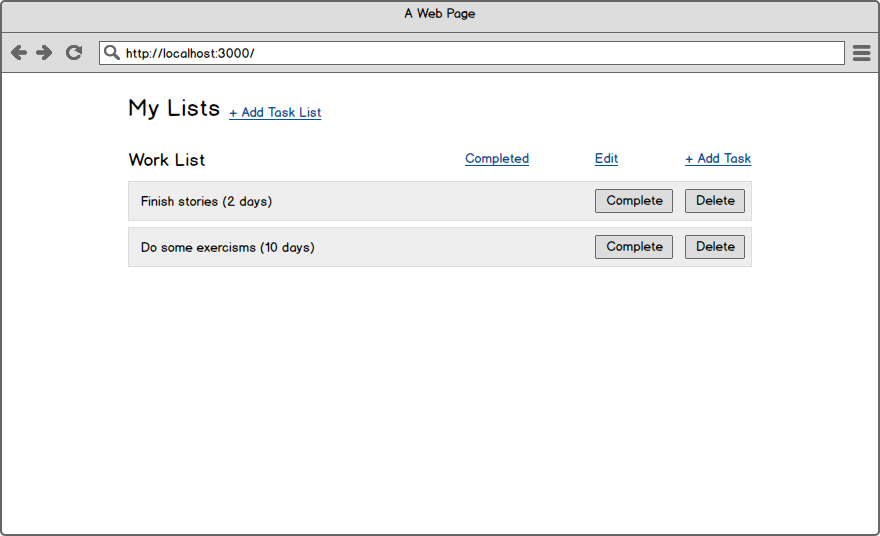 A Web Page
http://localhost:3000/
My Lists + Add Task List
Work List Completed Edit + Add Task
Finish stories (2 days) Complete Delete
Do some exercisms (10 days) Complete Delete